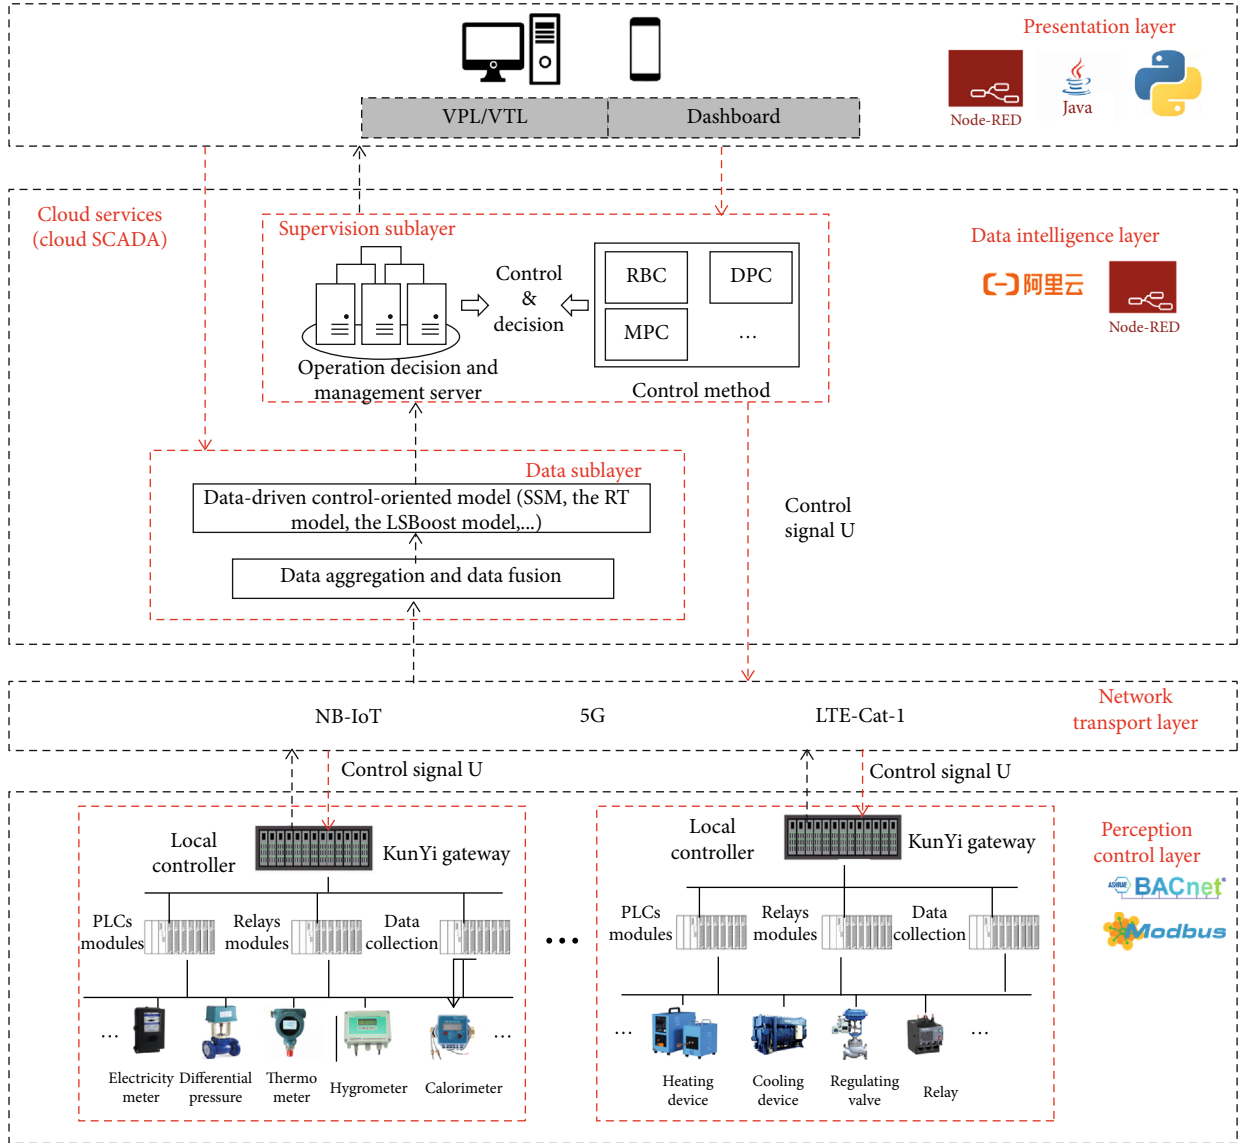 Presentation layer
VPL/VTL
Dashboard
Node-RED
Java
Cloud services
(cloud SCADA)
Supervision sublayer
Data intelligence layer
Control
&
decision
RBC
DPC
MPC
...
阿里云
Node-RED
Operation decision and
management server
Control method
Data sublayer
Data-driven control-oriented model (SSM, the RT
model, the LSBoost model,...)
Data aggregation and data fusion
Control
signal U
NB-IoT
5G
LTE-Cat-1
Network
transport layer
Control signal U
Control signal U
Local
controller
KunYi gateway
Local
controller
KunYi gateway
Perception
control layer
ASHRAE BACnet®
Modbus
PLCs
modules
Relays
modules
Data
collection
...
PLCs
modules
Relays
modules
Data
collection
...
...
...
...
Electricity
meter
Differential
pressure
Thermo
meter
Hygrometer
Calorimeter
Heating
device
Cooling
device
Regulating
valve
Relay